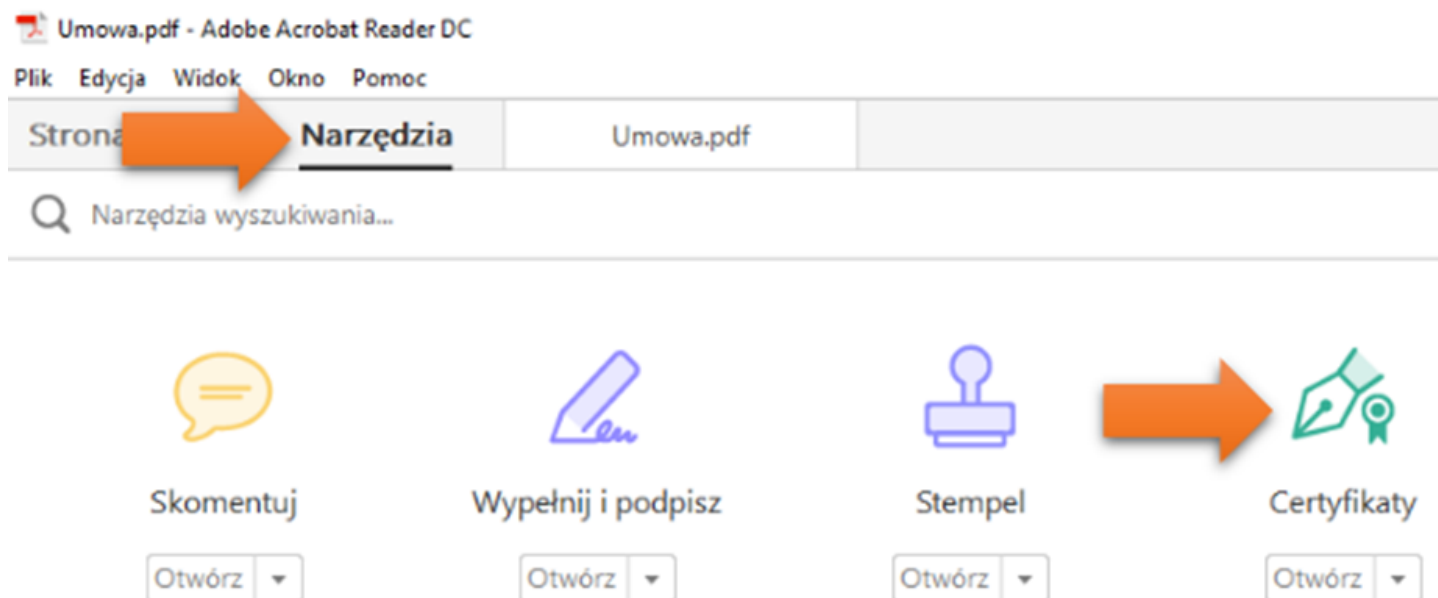 Umowa.pdf - Adobe Acrobat Reader DC
Plik Edycja Widok Okno Pomoc
Strona Narzędzia Umowa.pdf
Narzędzia wyszukiwania...
Skomentuj Wypełnij i podpisz Stempel Certyfikaty
Otwórz Otwórz Otwórz Otwórz